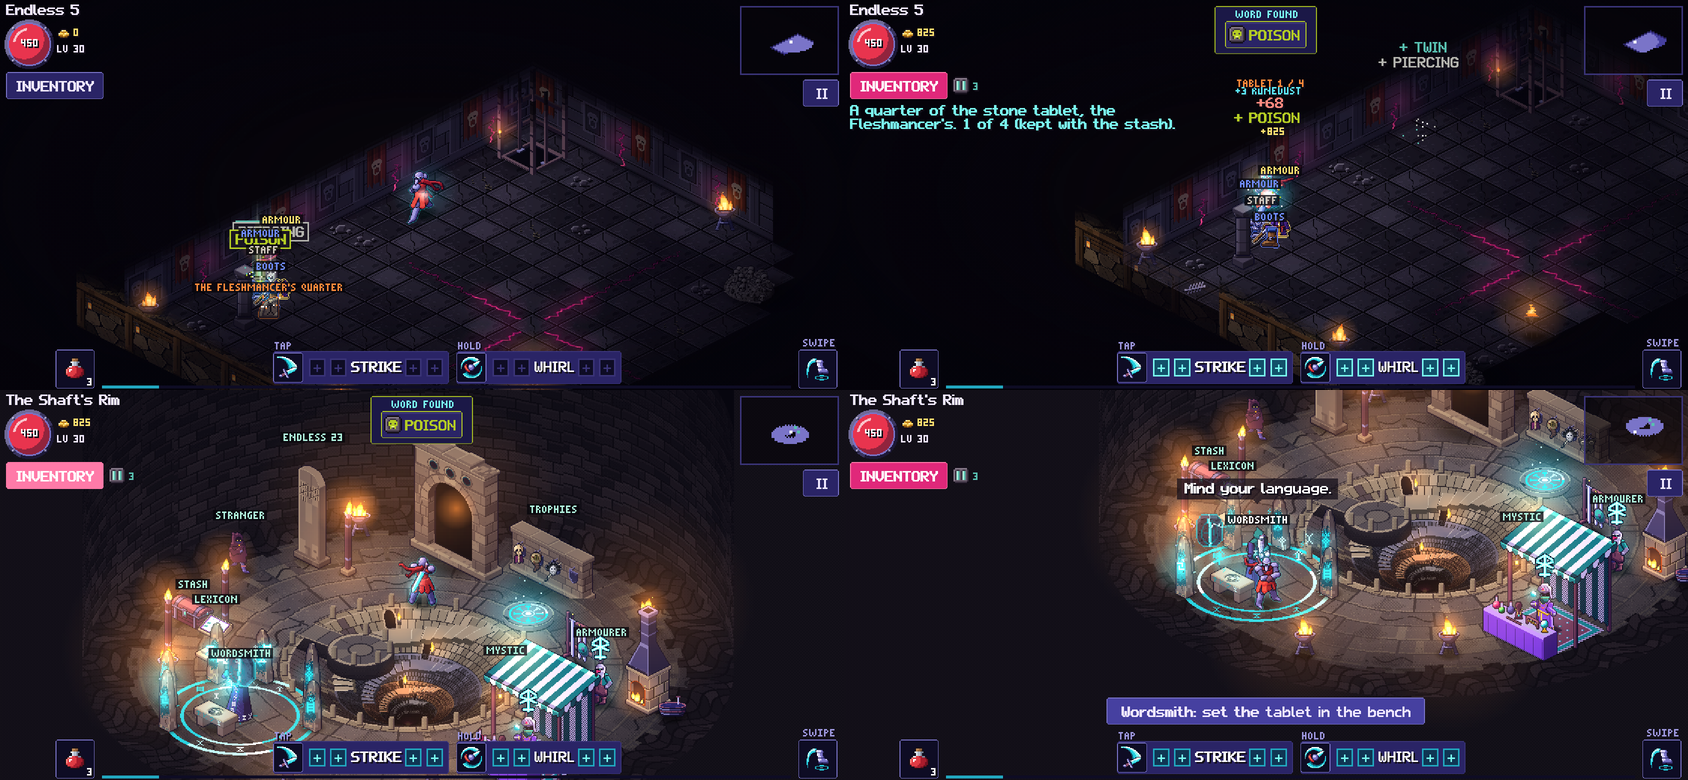 Endless 5
450
0
LV 30
INVENTORY
II
ARMOUR
ARMOUR
POISON
STAFF
BOOTS
THE FLESHMANCER'S QUARTER
TAP
STRIKE
HOLD
WHIRL
SWIPE
3
Endless 5
450
825
LV 30
INVENTORY
3
A quarter of the stone tablet, the
Fleshmancer's. 1 of 4 (kept with the stash).
WORD FOUND
POISON
+ TWIN
+ PIERCING
TABLET 1 / 4
+3 RUNEDUST
+68
+ POISON
+825
ARMOUR
ARMOUR
STAFF
BOOTS
II
TAP
STRIKE
HOLD
WHIRL
SWIPE
3
The Shaft's Rim
450
825
LV 30
INVENTORY
3
WORD FOUND
POISON
ENDLESS 23
II
STRANGER
TROPHIES
STASH
LEXICON
WORDSMITH
ARMOURER
MYSTIC
TAP
STRIKE
HOLD
WHIRL
SWIPE
3
The Shaft's Rim
450
825
LV 30
INVENTORY
3
II
STASH
LEXICON
Mind your language.
WORDSMITH
ARMOURER
MYSTIC
Wordsmith: set the tablet in the bench
TAP
STRIKE
HOLD
WHIRL
SWIPE
3